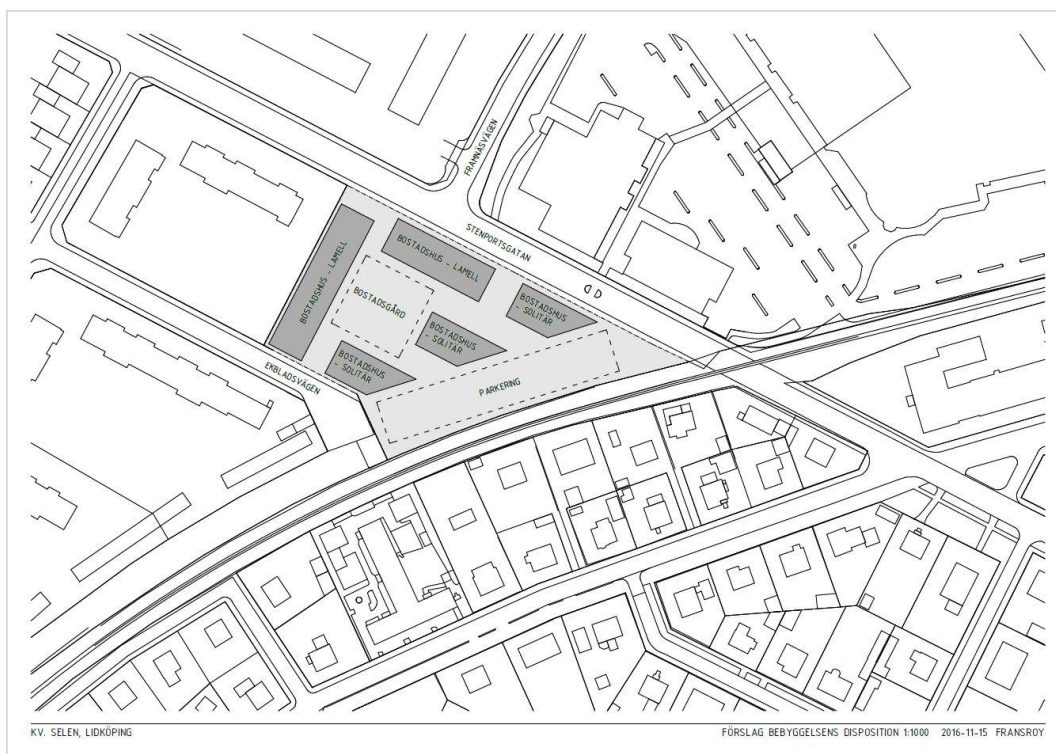 FRAMNÄSVÄGEN
STENPORTSGATAN
BOSTADSHUS - LAMELL
BOSTADSHUS - LAMELL
BOSTADSGÅRD
BOSTADSHUS
- SOLITÄR
BOSTADSHUS
- SOLITÄR
BOSTADSHUS
- SOLITÄR
EKBLADSVÄGEN
PARKERING
KV. SELEN, LIDKÖPING
FÖRSLAG BEBYGGELSENS DISPOSITION 1:1000 2016-11-15 FRANSROY